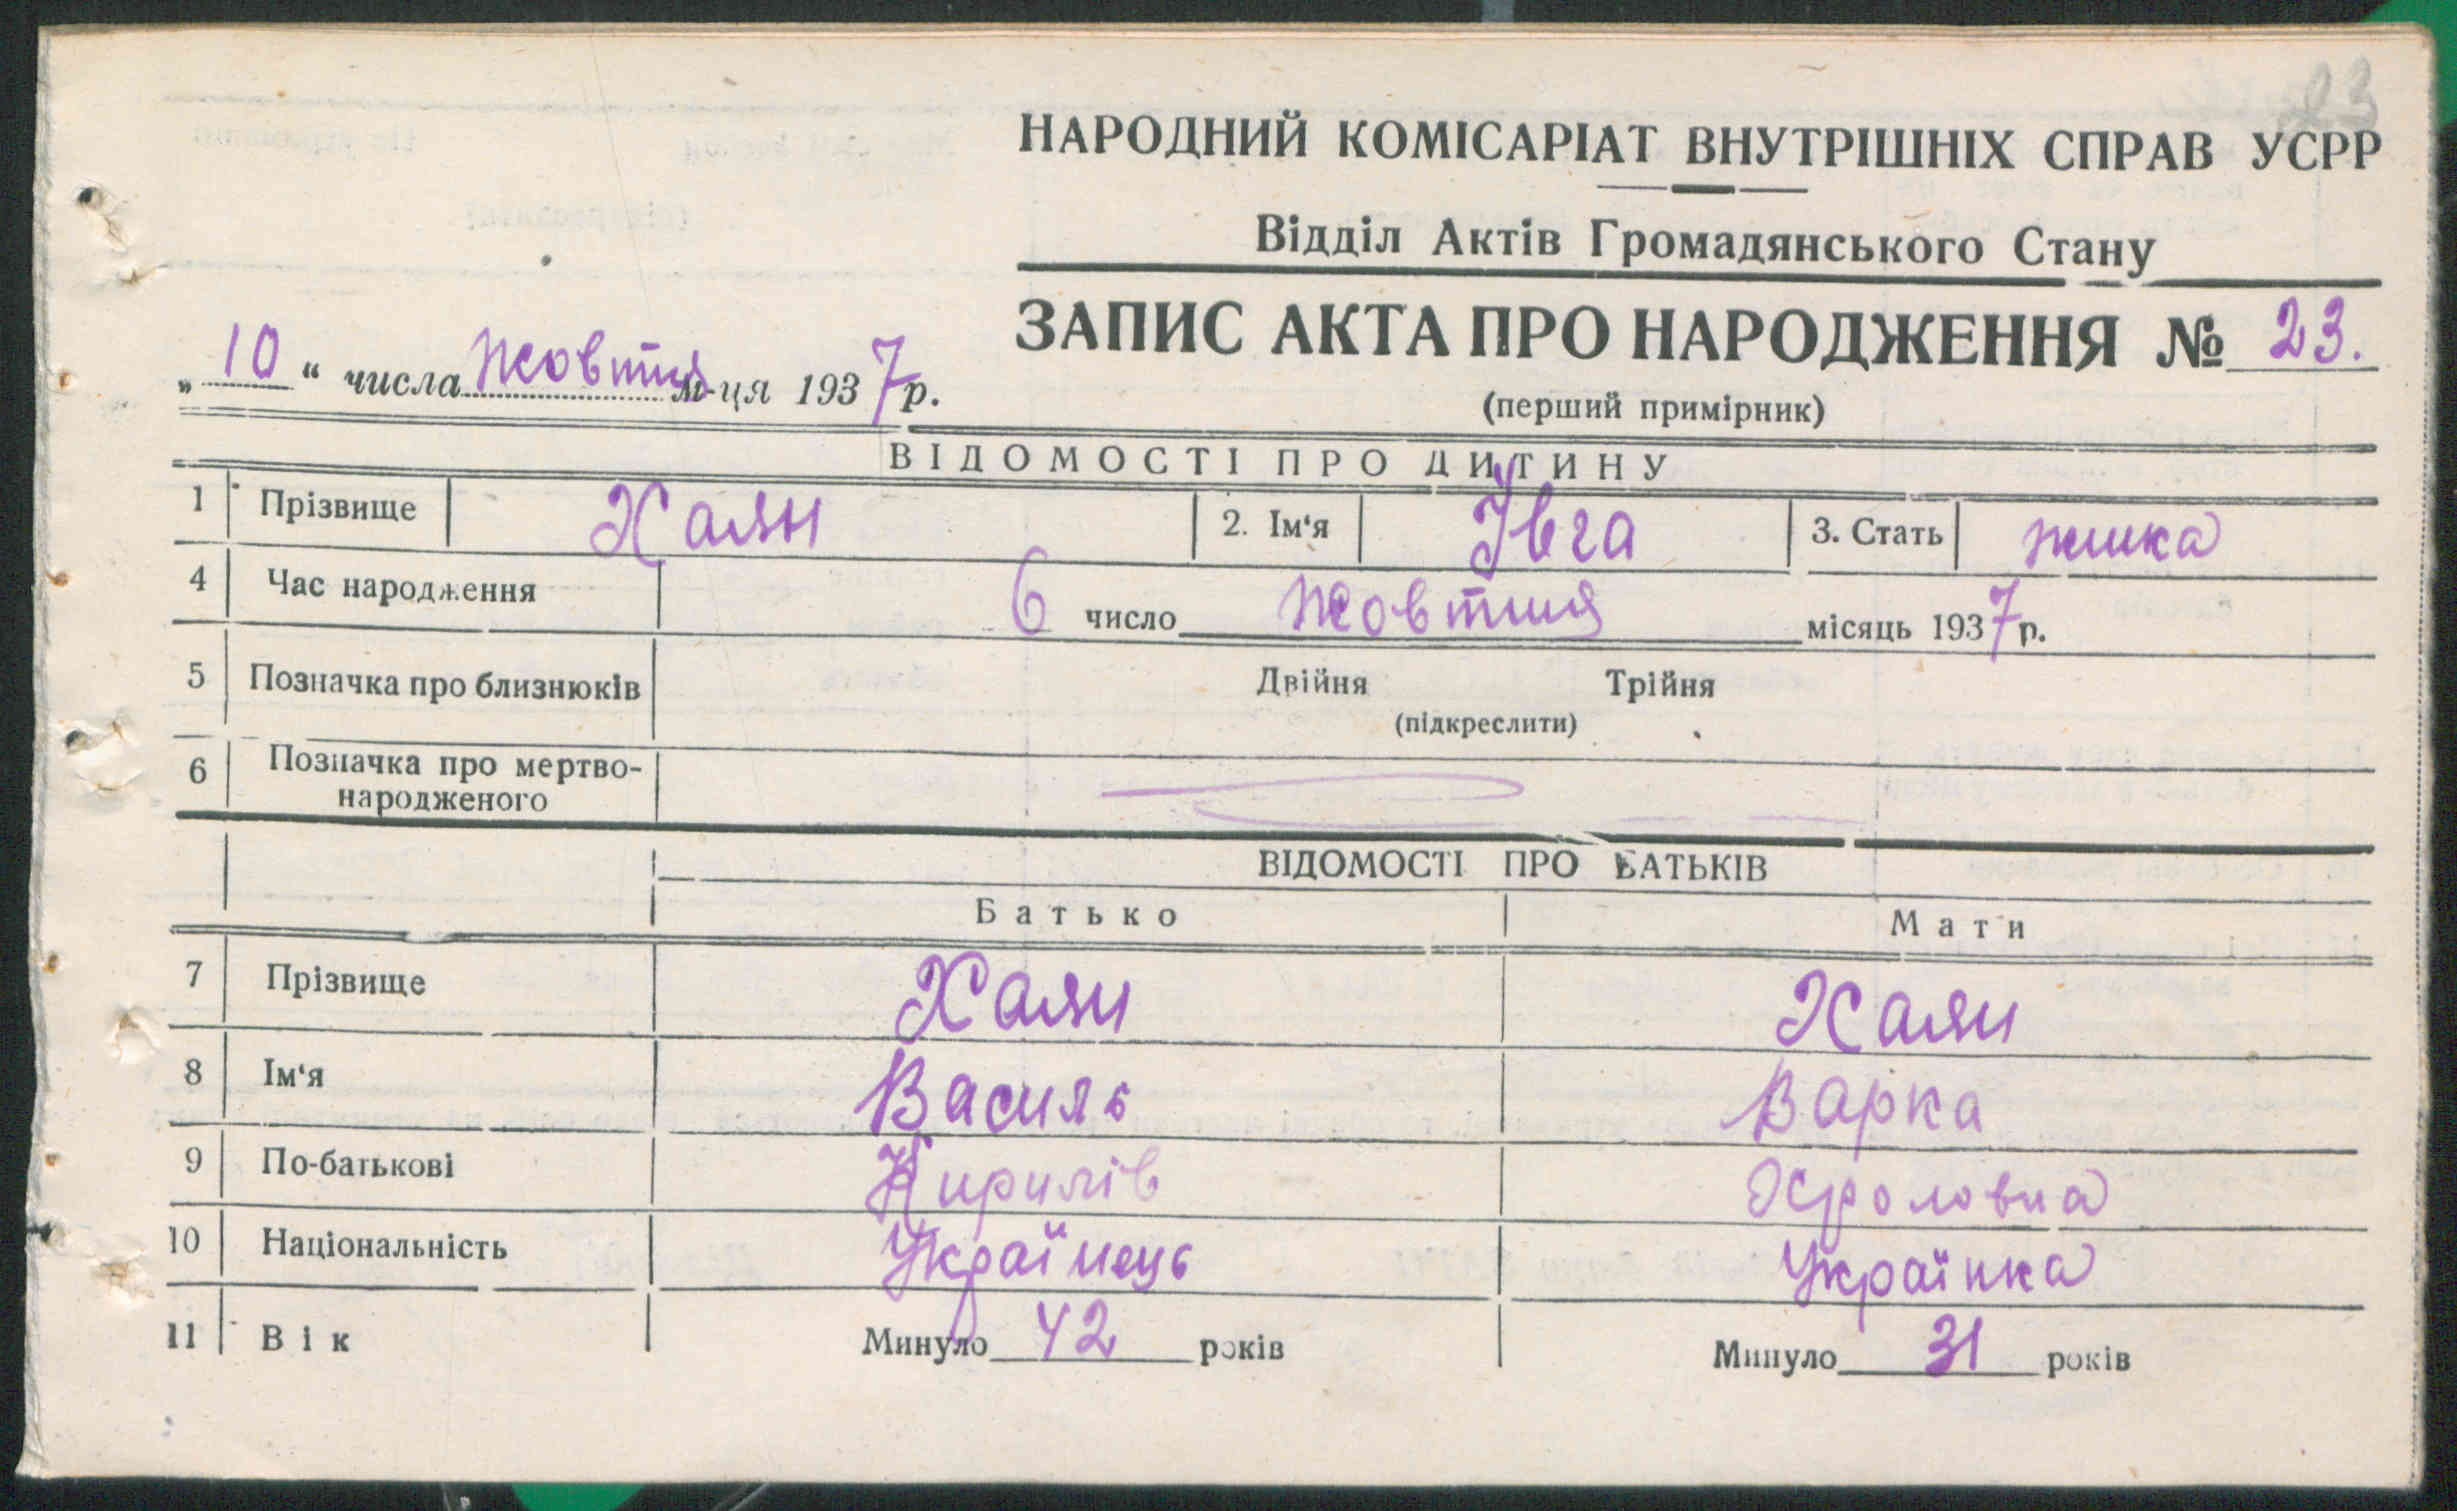 23
НАРОДНИЙ КОМІСАРІАТ ВНУТРІШНІХ СПРАВ УСРР
Відділ Актів Громадянського Стану
ЗАПИС АКТА ПРО НАРОДЖЕННЯ № 23.
„10“ числа Жовтня м-ця 1937р.
(перший примірник)
ВІДОМОСТІ ПРО ДИТИНУ
1 Прізвище Хаян 2. Ім'я Ївга 3. Стать жинка
4 Час народження 6 число Жовтня місяць 1937р.
5 Позначка про близнюків Двійня Трійня
(підкреслити)
6 Позначка про мертво-
народженого
ВІДОМОСТІ ПРО БАТЬКІВ
Батько Мати
7 Прізвище Хаян Хаян
8 Ім'я Василь Варка
9 По-батькові Кирилів Хроловна
10 Національність Українець Українка
11 Вік Минуло 42 років Минуло 31 років